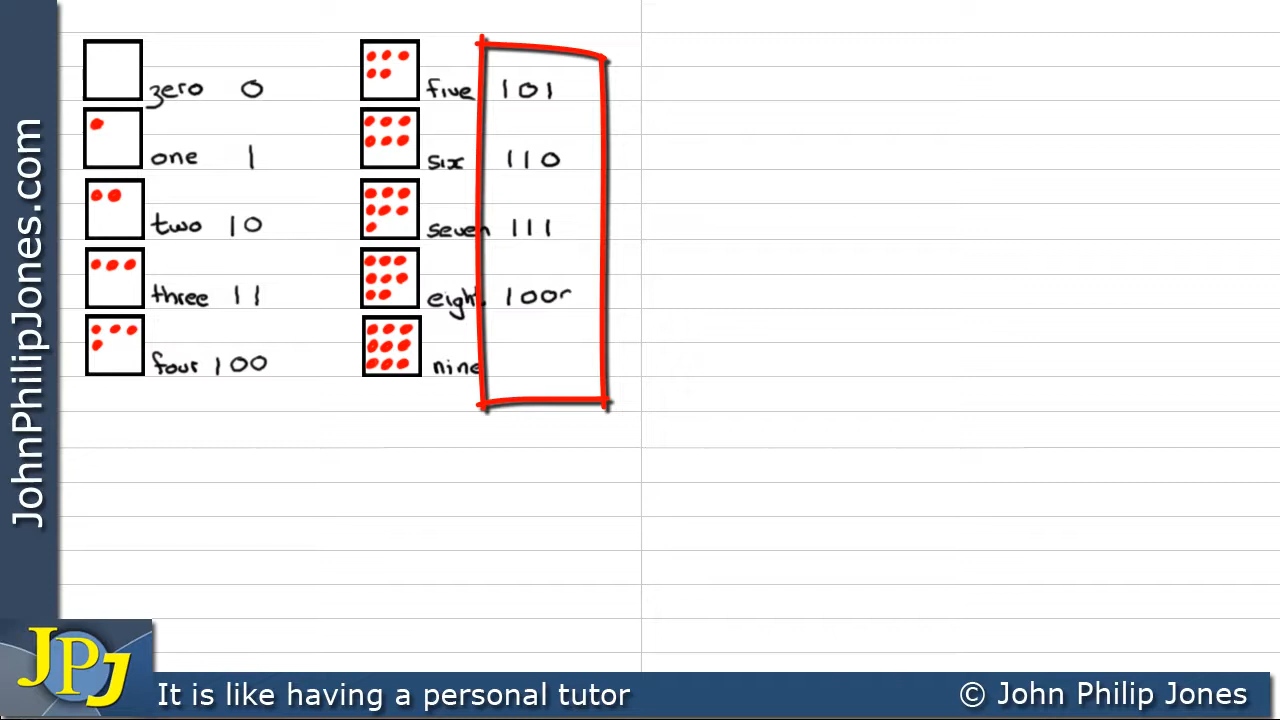 JohnPhilipJones.com
zero 0
one 1
two 10
three 11
four 100
five 101
six 110
seven 111
eight 100
nine
JPJ
It is like having a personal tutor
© John Philip Jones